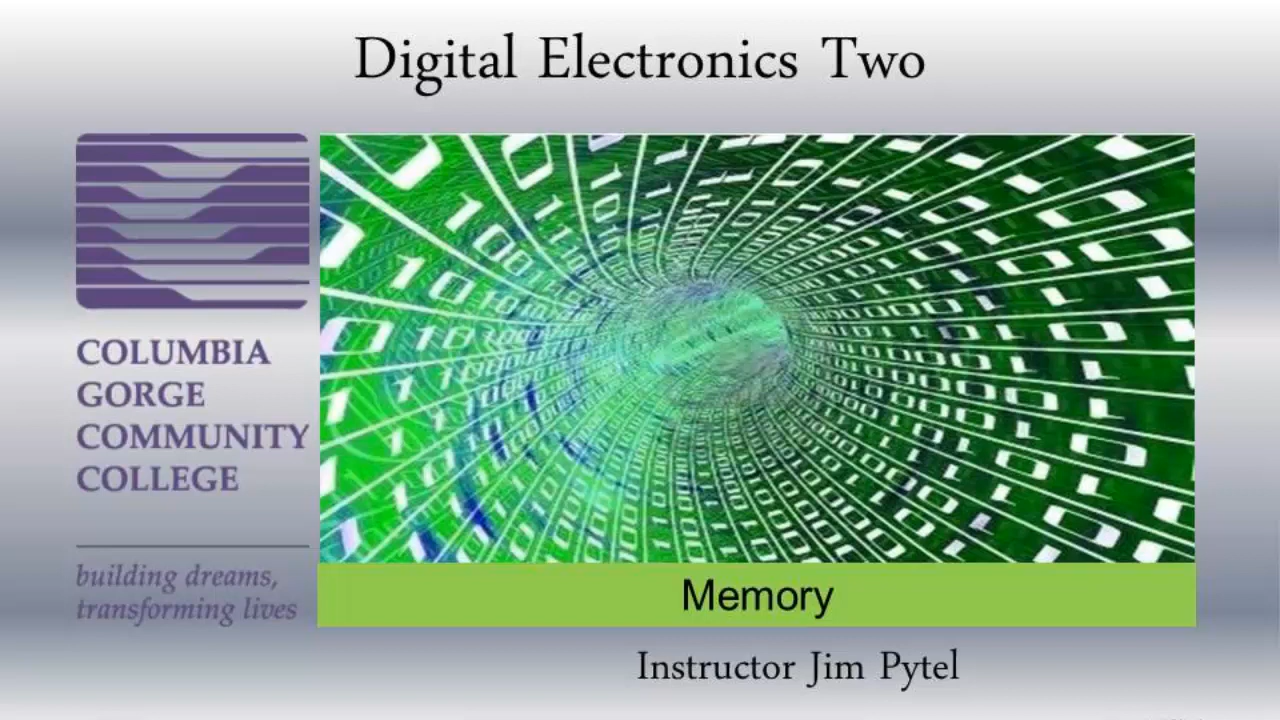 Digital Electronics Two
COLUMBIA
GORGE
COMMUNITY
COLLEGE
building dreams,
transforming lives
Memory
Instructor Jim Pytel